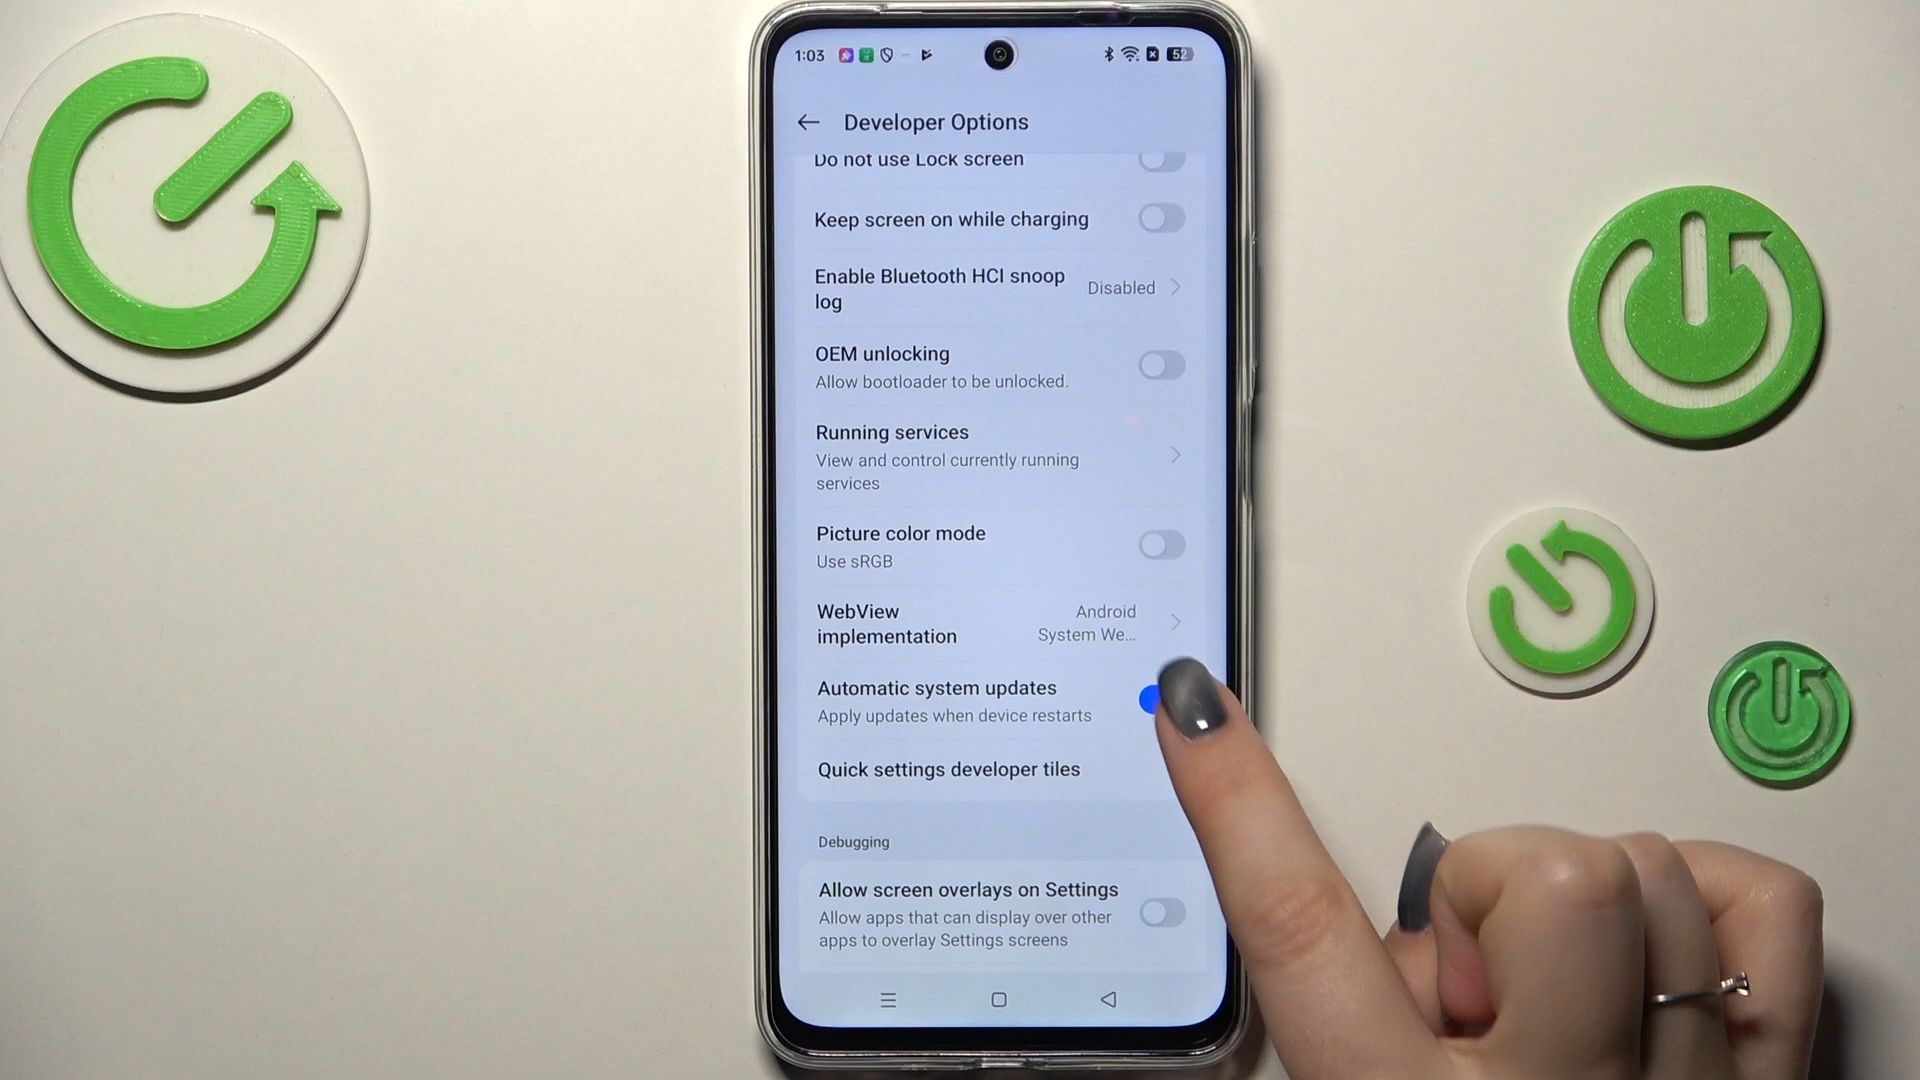 1:03
52
Developer Options
Do not use Lock screen
Keep screen on while charging
Enable Bluetooth HCI snoop
log
Disabled
OEM unlocking
Allow bootloader to be unlocked.
Running services
View and control currently running
services
Picture color mode
Use sRGB
WebView
implementation
Android
System We...
Automatic system updates
Apply updates when device restarts
Quick settings developer tiles
Debugging
Allow screen overlays on Settings
Allow apps that can display over other
apps to overlay Settings screens